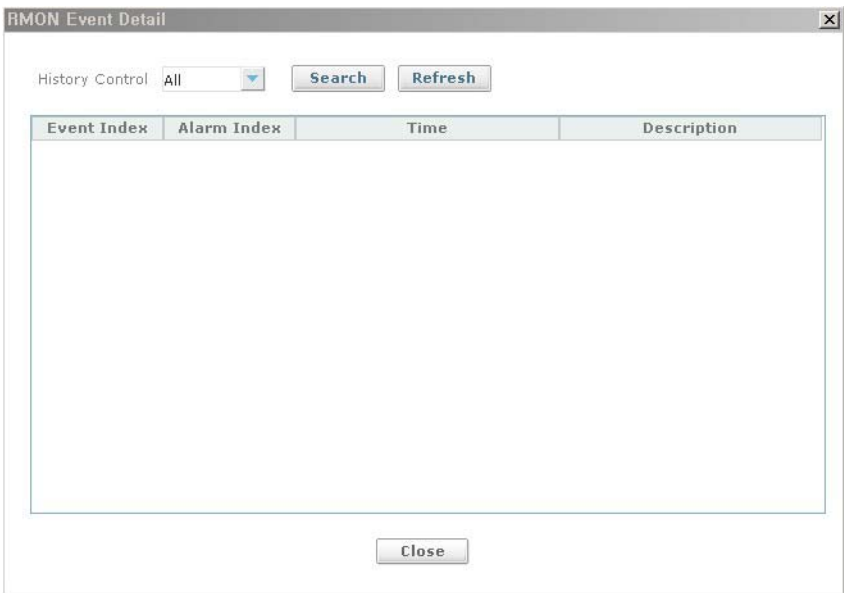 RMON Event Detail
History Control All Search Refresh
Event Index Alarm Index Time Description
Close